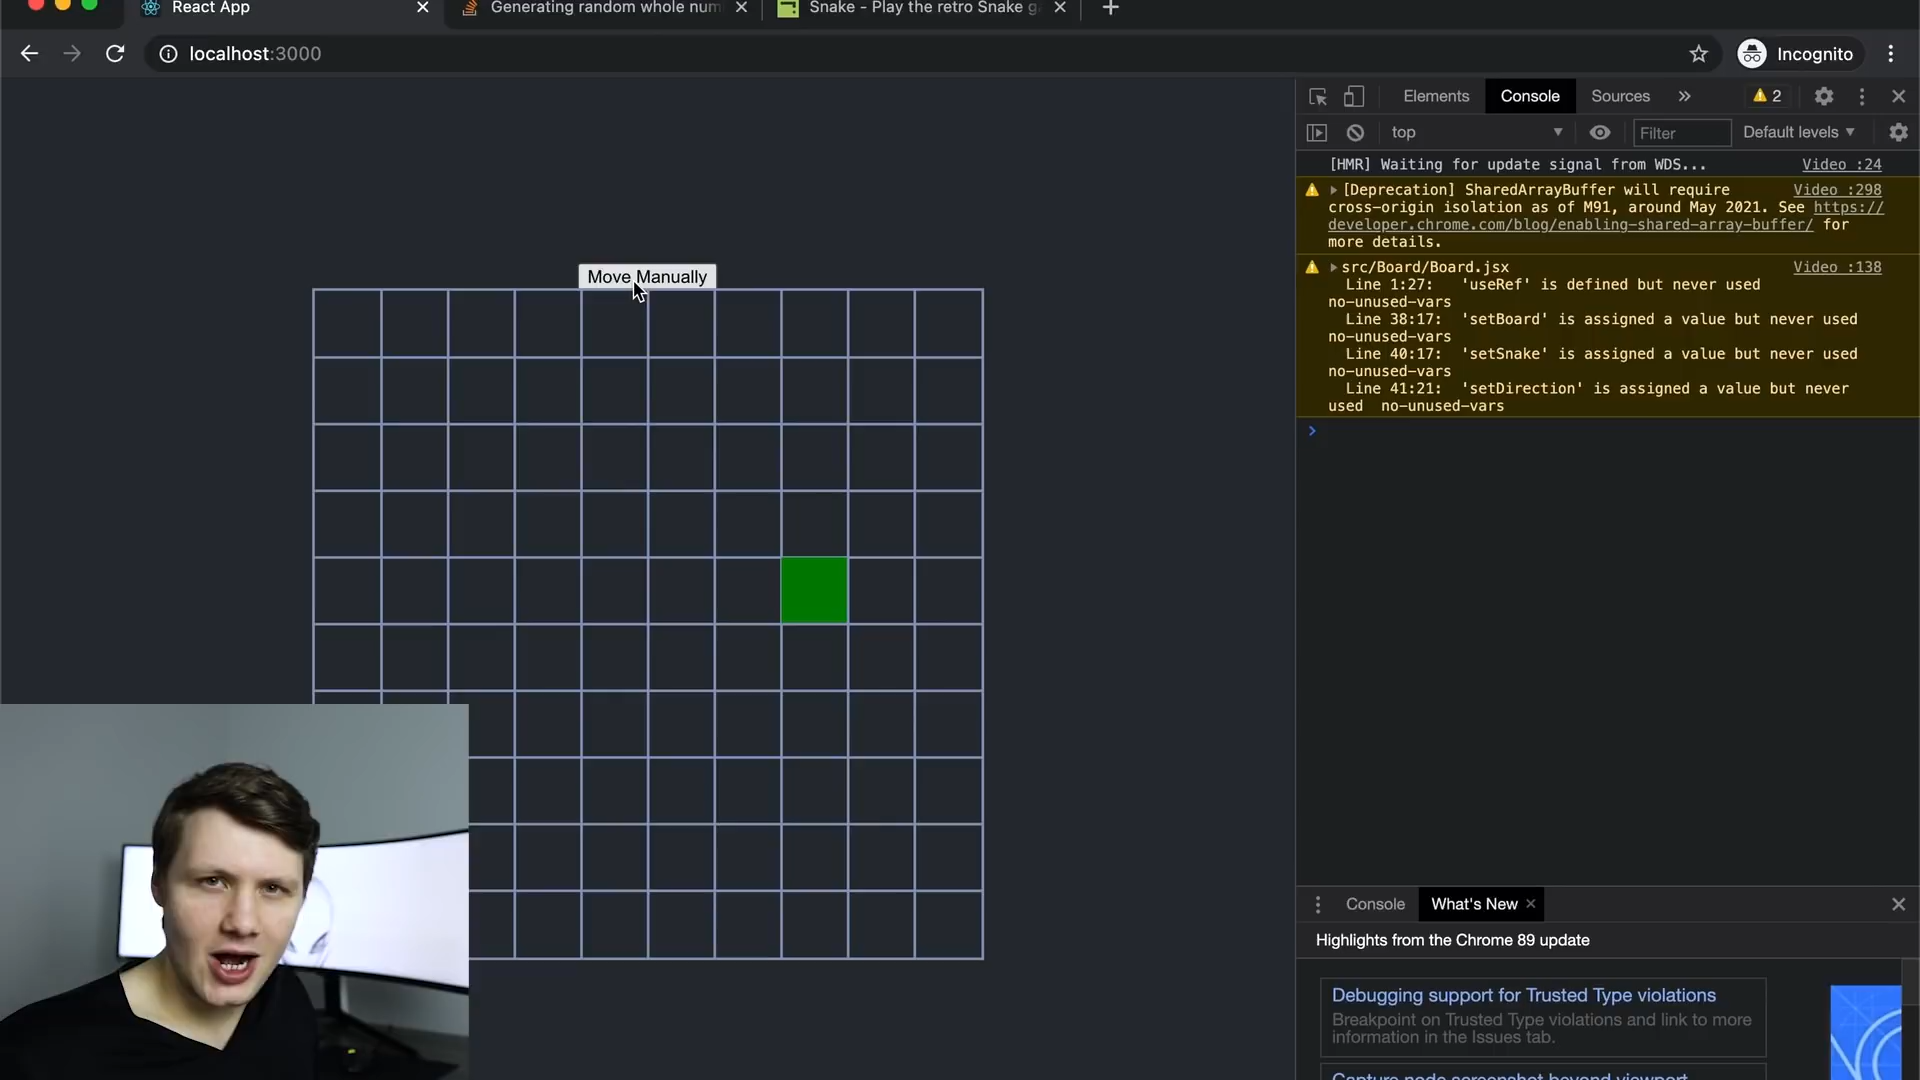 React App
Generating random whole num
Snake - Play the retro Snake g
localhost:3000
Incognito
Elements
Console
Sources
2
top
Filter
Default levels
[HMR] Waiting for update signal from WDS...
Video :24
[Deprecation] SharedArrayBuffer will require
Video :298
cross-origin isolation as of M91, around May 2021. See https://
developer.chrome.com/blog/enabling-shared-array-buffer/ for
more details.
src/Board/Board.jsx
Video :138
Line 1:27: 'useRef' is defined but never used
no-unused-vars
Line 38:17: 'setBoard' is assigned a value but never used
no-unused-vars
Line 40:17: 'setSnake' is assigned a value but never used
no-unused-vars
Line 41:21: 'setDirection' is assigned a value but never
used no-unused-vars
Move Manually
Console
What's New
Highlights from the Chrome 89 update
Debugging support for Trusted Type violations
Breakpoint on Trusted Type violations and link to more
information in the Issues tab.
Capture node screenshot beyond viewport